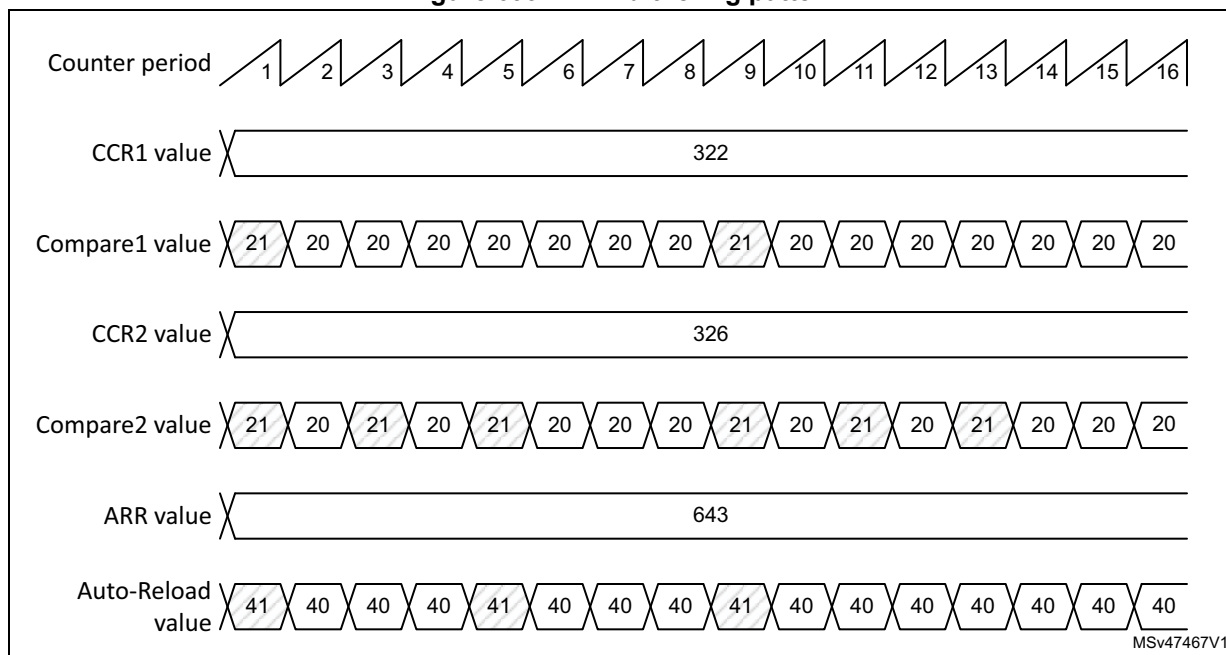 Counter period 1 2 3 4 5 6 7 8 9 10 11 12 13 14 15 16
CCR1 value 322
Compare1 value 21 20 20 20 20 20 20 20 21 20 20 20 20 20 20 20
CCR2 value 326
Compare2 value 21 20 21 20 21 20 20 20 21 20 21 20 21 20 20 20
ARR value 643
Auto-Reload
value 41 40 40 40 41 40 40 40 41 40 40 40 40 40 40 40
MSv47467V1